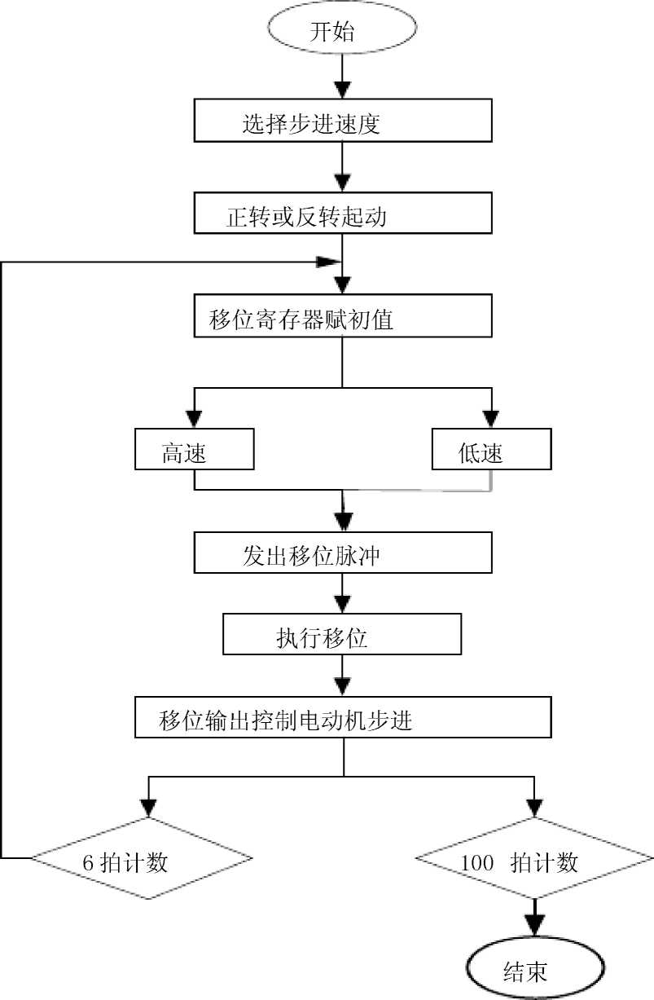 开始
选择步进速度
正转或反转起动
移位寄存器赋初值
高速
低速
发出移位脉冲
执行移位
移位输出控制电动机步进
6拍计数
100 拍计数
结束